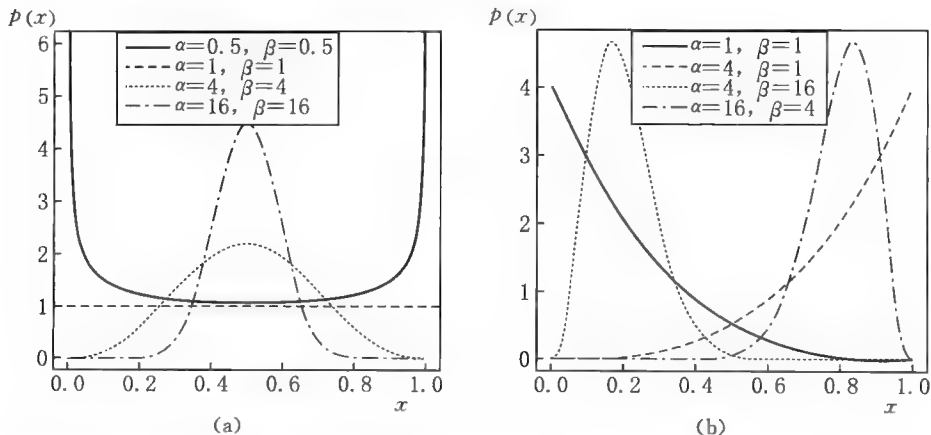 p(x)
6
5
4
3
2
1
0
0.0 0.2 0.4 0.6 0.8 1.0
x
α=0.5, β=0.5
α=1, β=1
α=4, β=4
α=16, β=16
(a)
p(x)
4
3
2
1
0
0.0 0.2 0.4 0.6 0.8 1.0
x
α=1, β=1
α=4, β=1
α=4, β=16
α=16, β=4
(b)